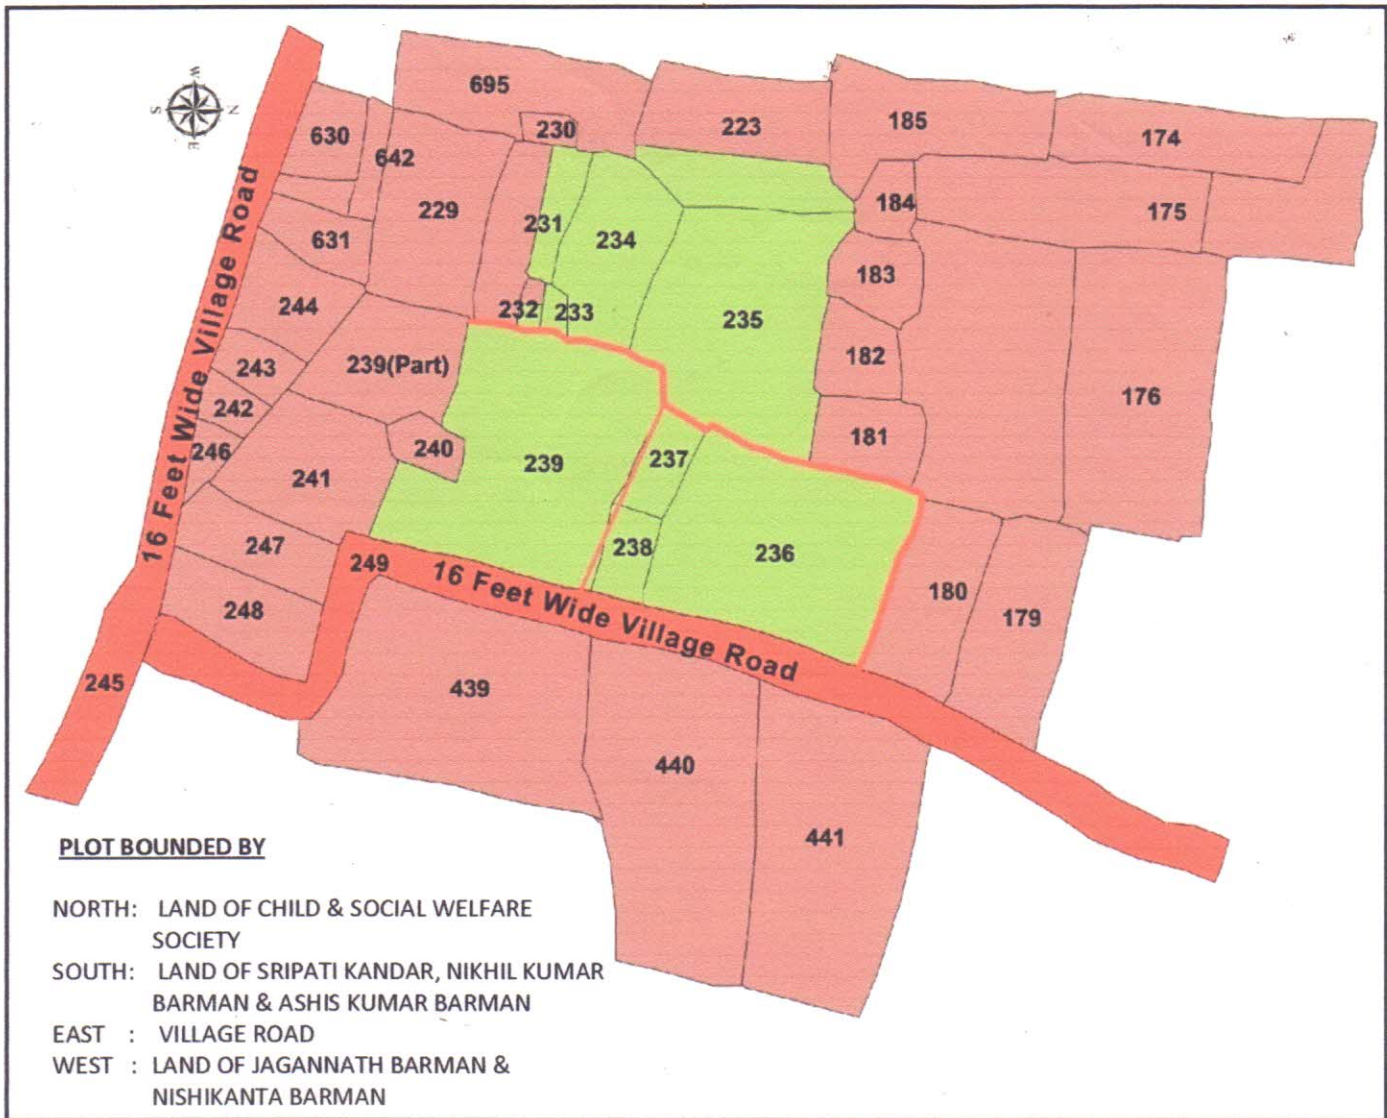 W
S
N
E
695
230
223
185
174
630
642
229
184
175
231
234
631
183
244
232
233
235
182
243
239(Part)
176
242
181
246
240
237
239
241
16 Feet Wide Village Road
247
249
238
236
16 Feet Wide Village Road
180
179
248
245
439
440
441
PLOT BOUNDED BY
NORTH: LAND OF CHILD & SOCIAL WELFARE
SOCIETY
SOUTH: LAND OF SRIPATI KANDAR, NIKHIL KUMAR
BARMAN & ASHIS KUMAR BARMAN
EAST : VILLAGE ROAD
WEST : LAND OF JAGANNATH BARMAN &
NISHIKANTA BARMAN